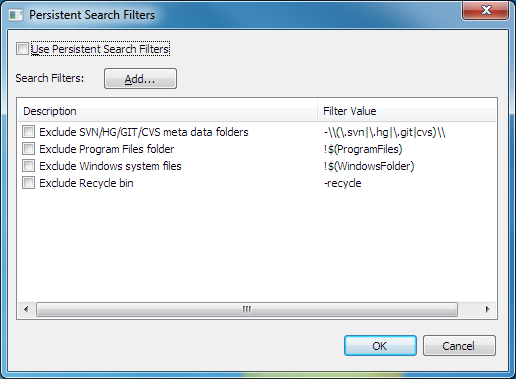 Persistent Search Filters
Use Persistent Search Filters
Search Filters: Add...
Description Filter Value
Exclude SVN/HG/GIT/CVS meta data folders -\\(\.svn|\.hg|\.git|cvs)\\
Exclude Program Files folder !$(ProgramFiles)
Exclude Windows system files !$(WindowsFolder)
Exclude Recycle bin -recycle
OK Cancel